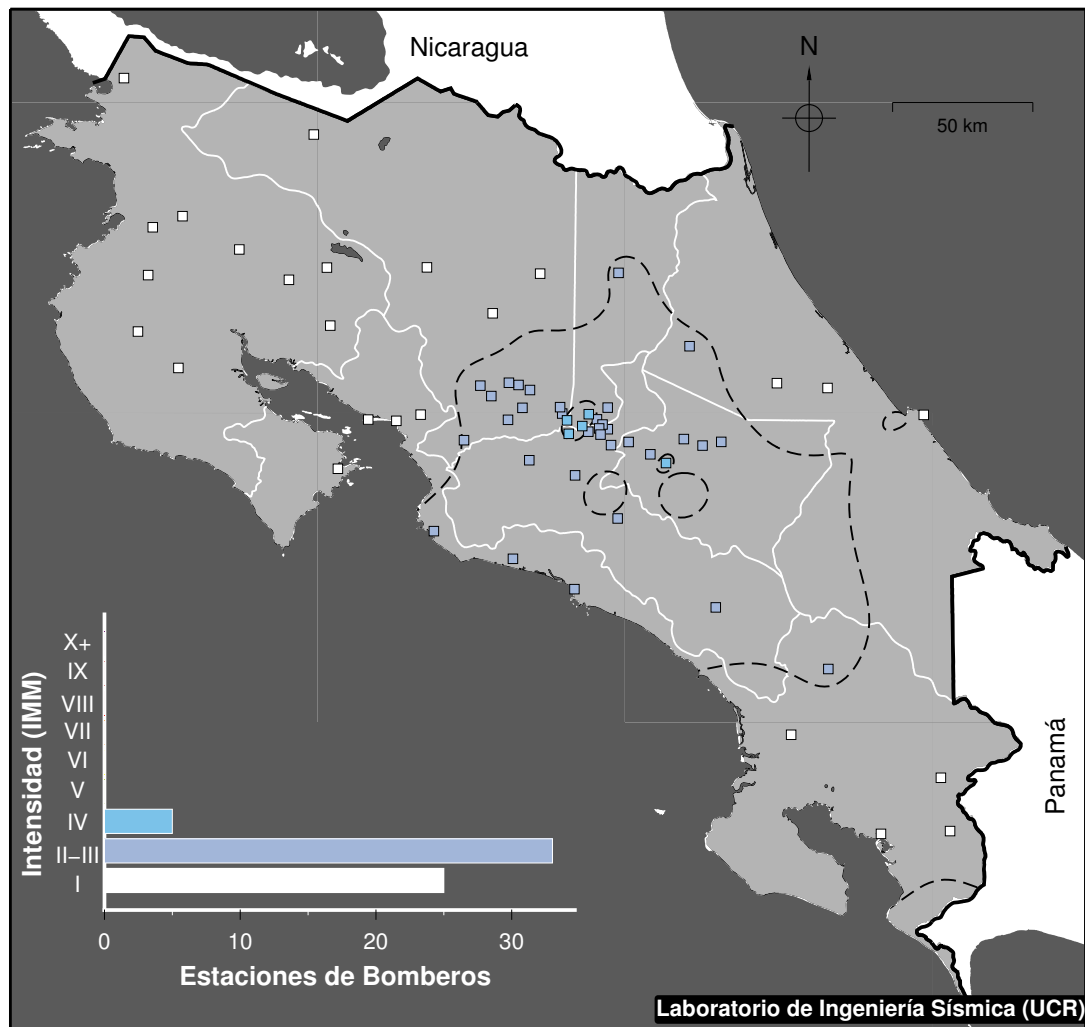 Nicaragua
N
50 km
Panamá
Intensidad (IMM)
X+
IX
VIII
VII
VI
V
IV
II–III
I
0 10 20 30
Estaciones de Bomberos
Laboratorio de Ingeniería Sísmica (UCR)